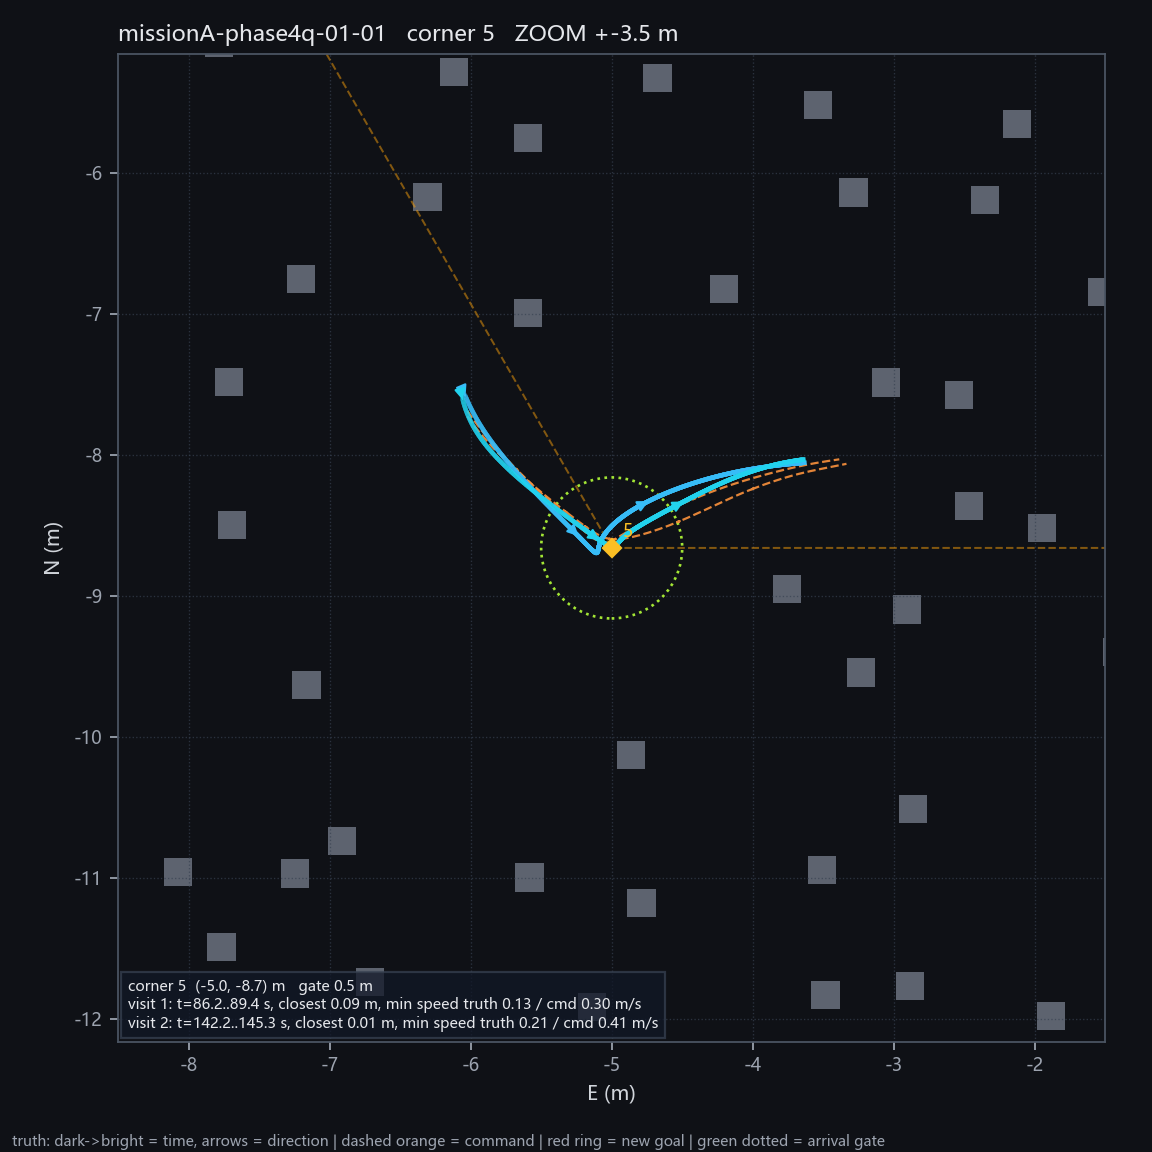 missionA-phase4q-01-01   corner 5   ZOOM +-3.5 m
-6
-7
-8
-9
-10
-11
-12
N (m)
5
corner 5  (-5.0, -8.7) m   gate 0.5 m
visit 1: t=86.2..89.4 s, closest 0.09 m, min speed truth 0.13 / cmd 0.30 m/s
visit 2: t=142.2..145.3 s, closest 0.01 m, min speed truth 0.21 / cmd 0.41 m/s
-8 -7 -6 -5 -4 -3 -2
E (m)
truth: dark->bright = time, arrows = direction | dashed orange = command | red ring = new goal | green dotted = arrival gate